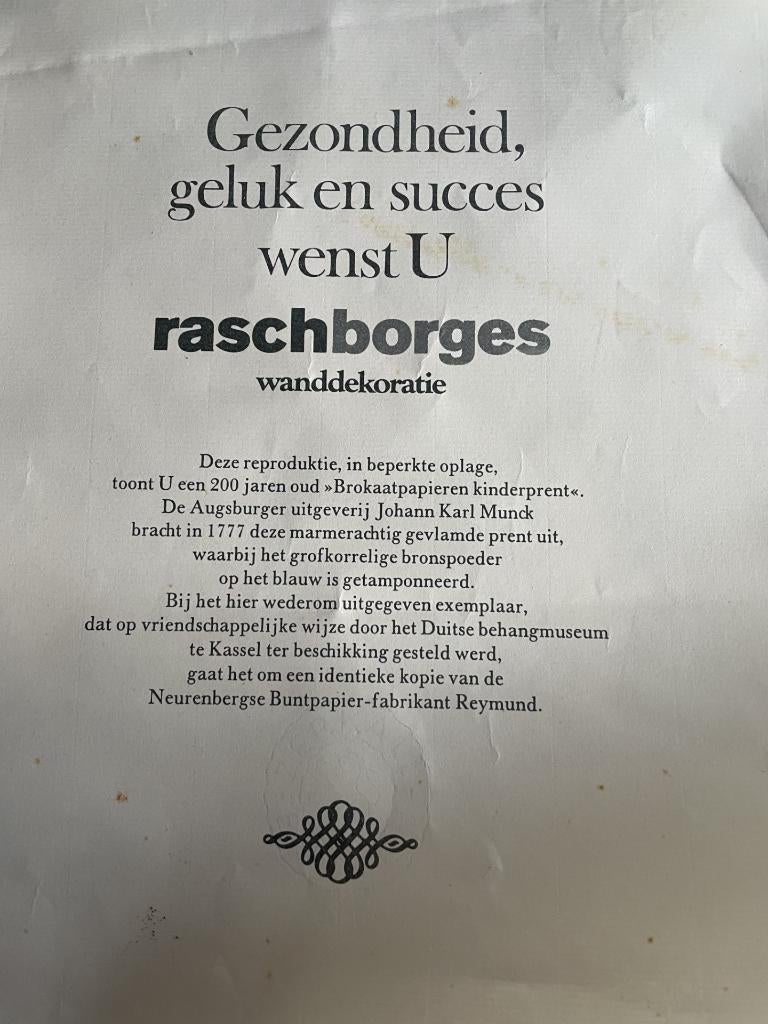 Gezondheid,
geluk en succes
wenst U
raschborges
wanddekoratie
Deze reproduktie, in beperkte oplage,
toont U een 200 jaren oud »Brokaatpapieren kinderprent«.
De Augsburger uitgeverij Johann Karl Munck
bracht in 1777 deze marmerachtig gevlamde prent uit,
waarbij het grofkorrelige bronspoeder
op het blauw is getamponneerd.
Bij het hier wederom uitgegeven exemplaar,
dat op vriendschappelijke wijze door het Duitse behangmuseum
te Kassel ter beschikking gesteld werd,
gaat het om een identieke kopie van de
Neurenbergse Buntpapier-fabrikant Reymund.